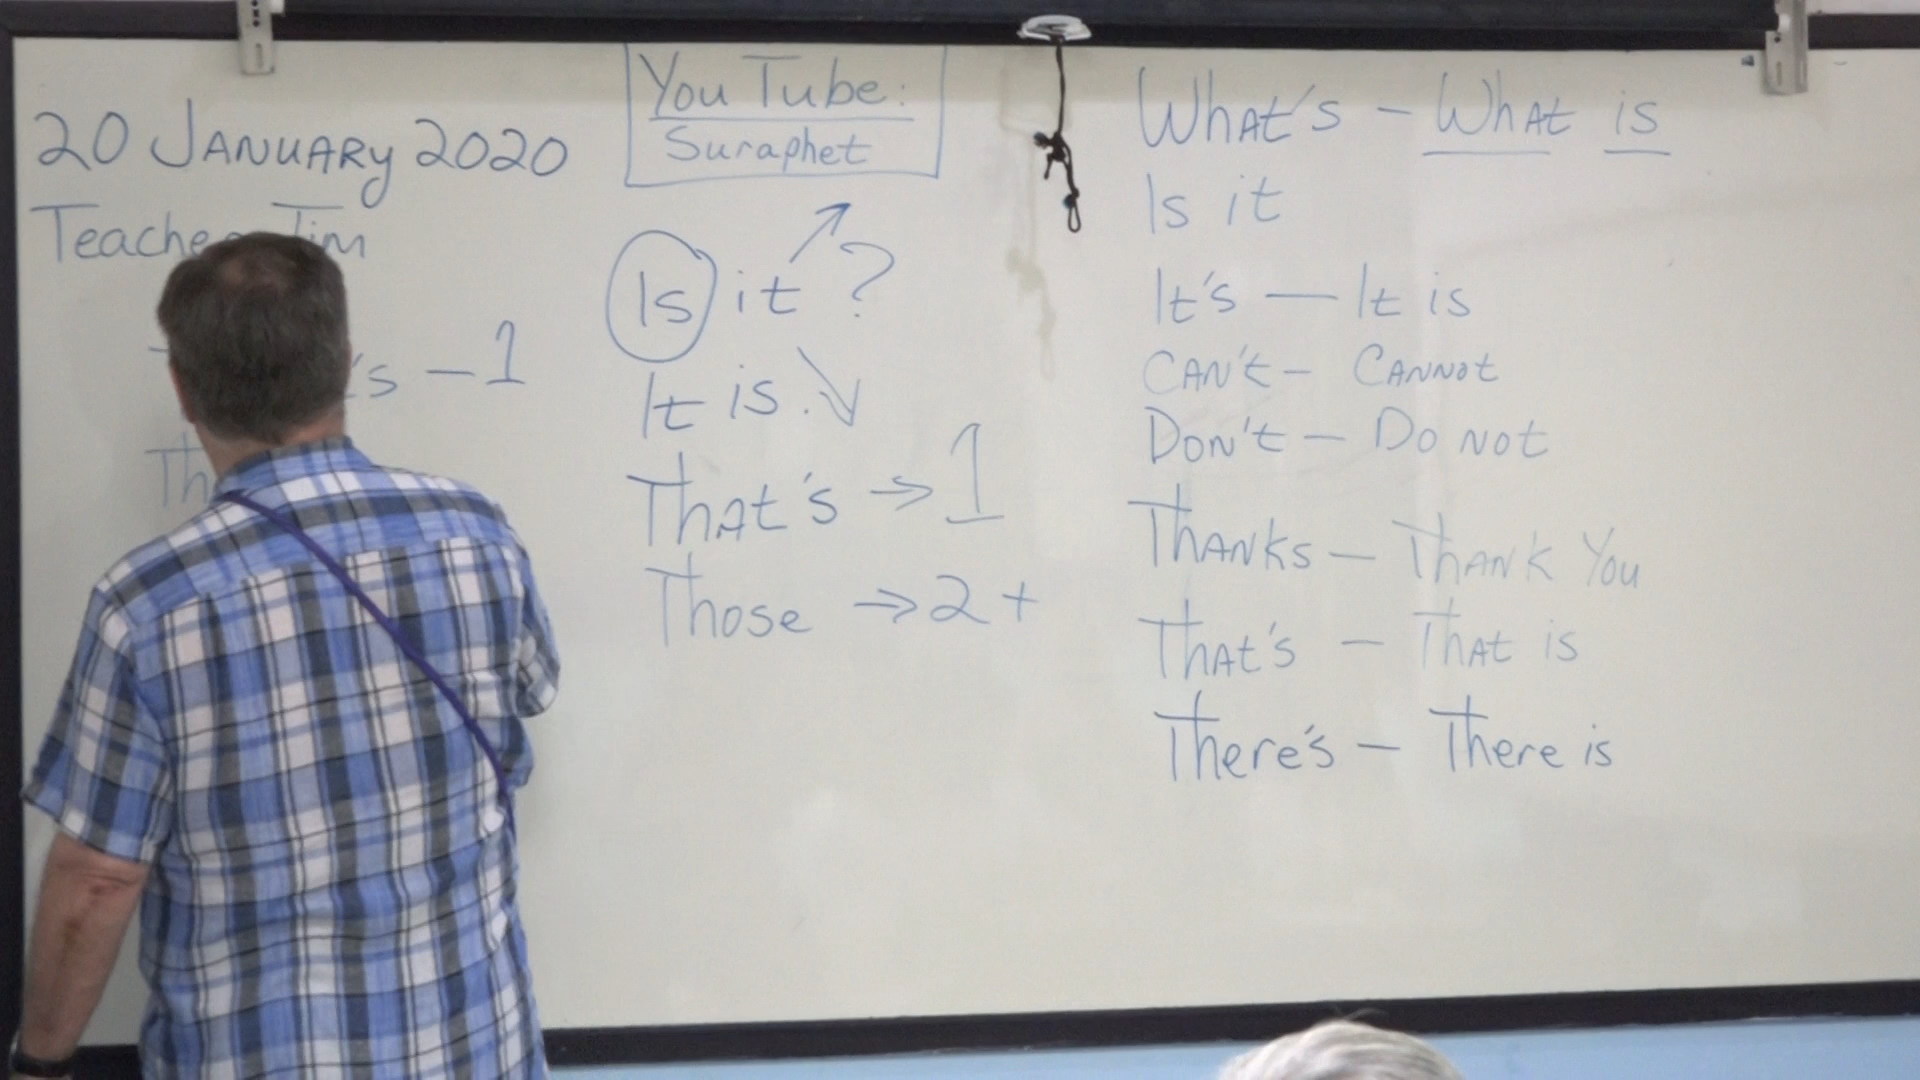 20 JANUARY 2020
Teacher Tim
's – 1
Th
YouTube:
Suraphet
Is it ?
It is.
That's → 1
Those → 2 +
What's – What is
Is it
It's — It is
CAN'T – CANNOT
DON'T – DO NOT
THANKS – THANK YOU
THAT'S – THAT is
There's – There is